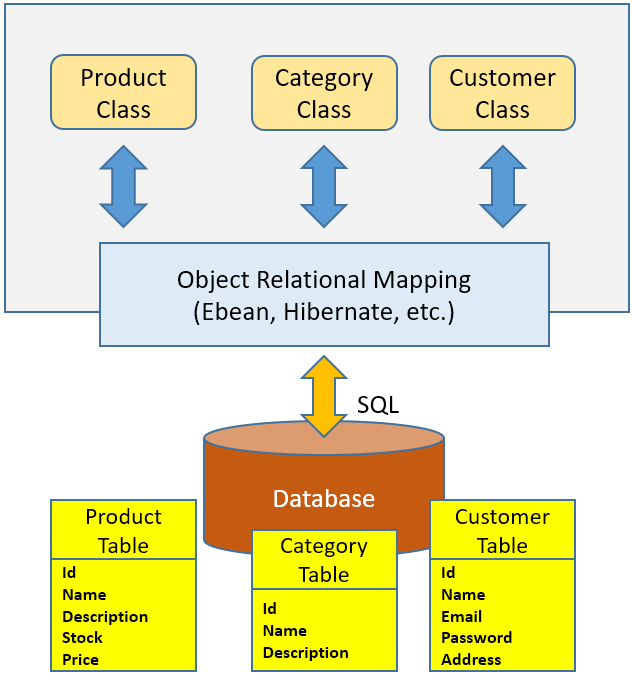 Product
Class
Category
Class
Customer
Class
Object Relational Mapping
(Ebean, Hibernate, etc.)
SQL
Database
Product
Table
Id
Name
Description
Stock
Price
Category
Table
Id
Name
Description
Customer
Table
Id
Name
Email
Password
Address